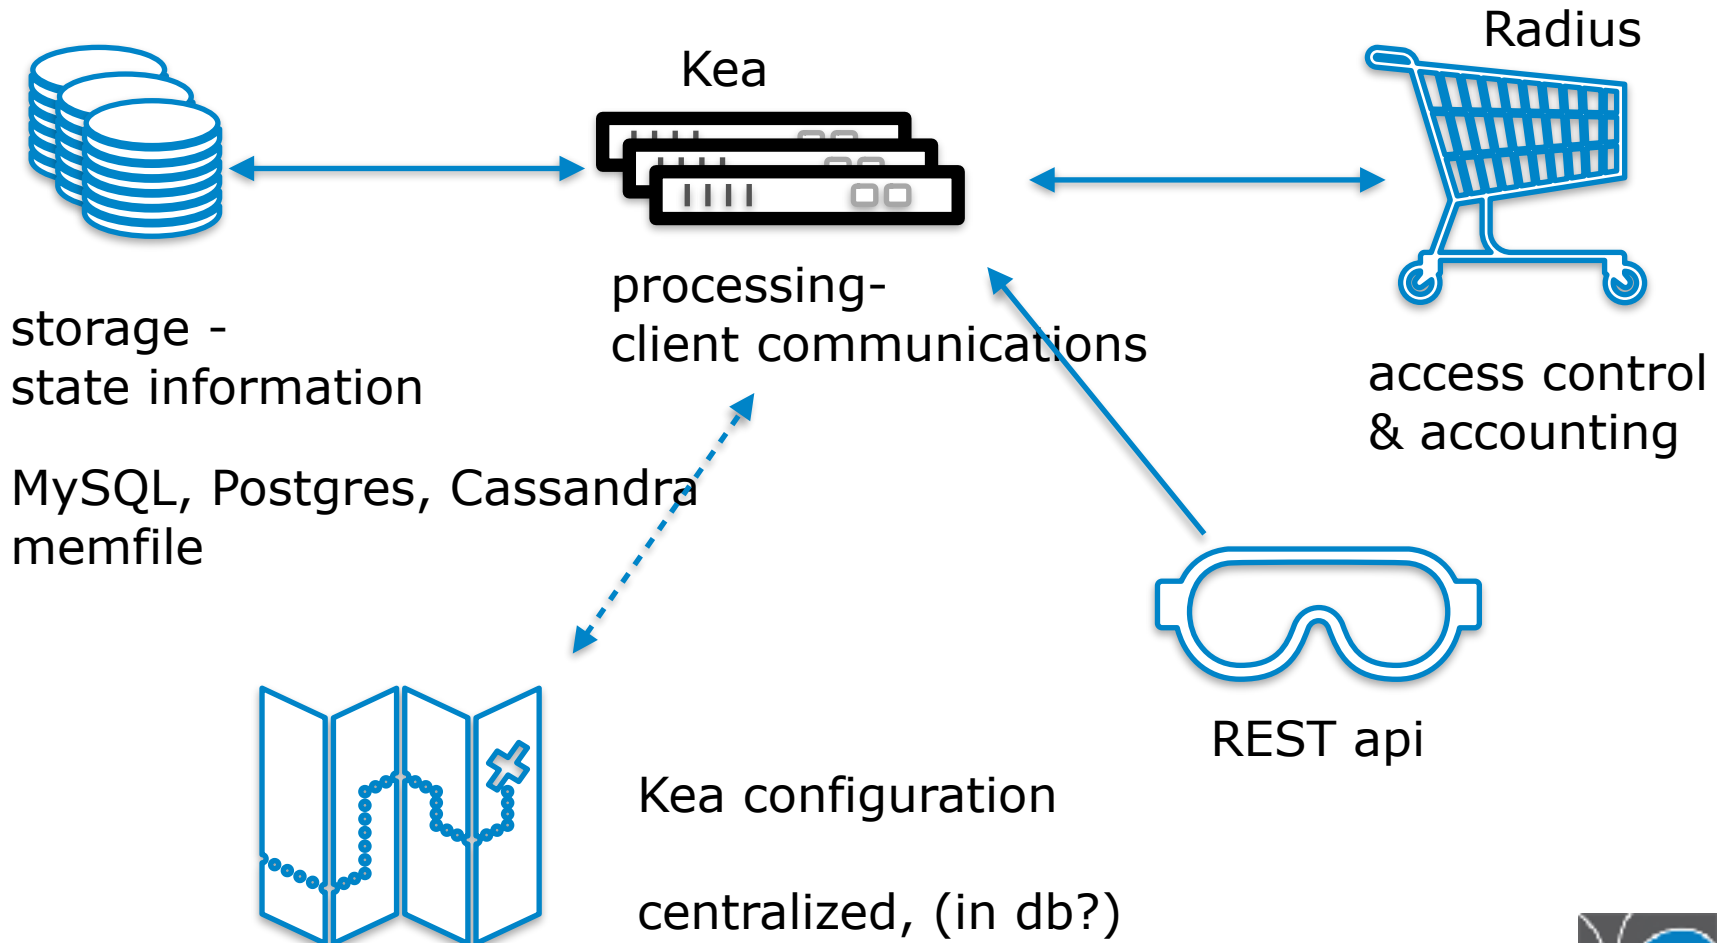 Radius
Kea
processing-
client communications
storage -
state information
access control
& accounting
MySQL, Postgres, Cassandra
memfile
REST api
Kea configuration
centralized, (in db?)